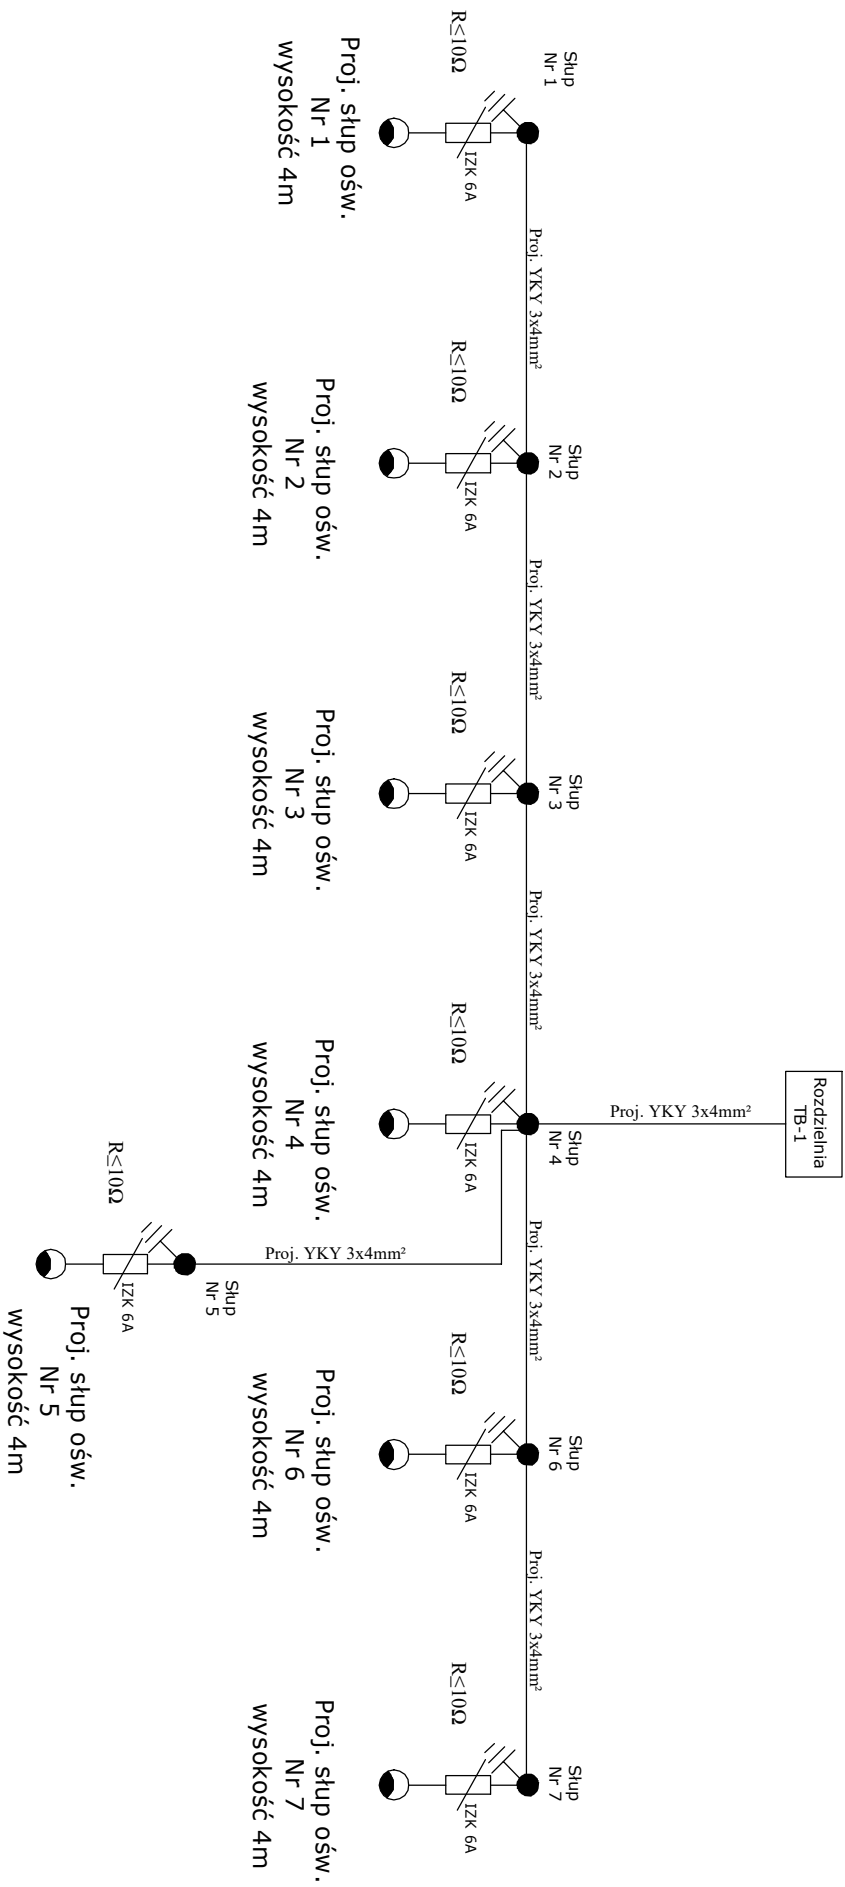 Rozdzielnia
TB-1
Proj. YKY 3x4mm²
Słup
Nr 1
R≤10Ω
IZK 6A
Proj. słup ośw.
Nr 1
wysokość 4m
Proj. YKY 3x4mm²
Słup
Nr 2
R≤10Ω
IZK 6A
Proj. słup ośw.
Nr 2
wysokość 4m
Proj. YKY 3x4mm²
Słup
Nr 3
R≤10Ω
IZK 6A
Proj. słup ośw.
Nr 3
wysokość 4m
Proj. YKY 3x4mm²
Słup
Nr 4
R≤10Ω
IZK 6A
Proj. słup ośw.
Nr 4
wysokość 4m
Proj. YKY 3x4mm²
Słup
Nr 5
R≤10Ω
IZK 6A
Proj. słup ośw.
Nr 5
wysokość 4m
Proj. YKY 3x4mm²
Słup
Nr 6
R≤10Ω
IZK 6A
Proj. słup ośw.
Nr 6
wysokość 4m
Proj. YKY 3x4mm²
Słup
Nr 7
R≤10Ω
IZK 6A
Proj. słup ośw.
Nr 7
wysokość 4m